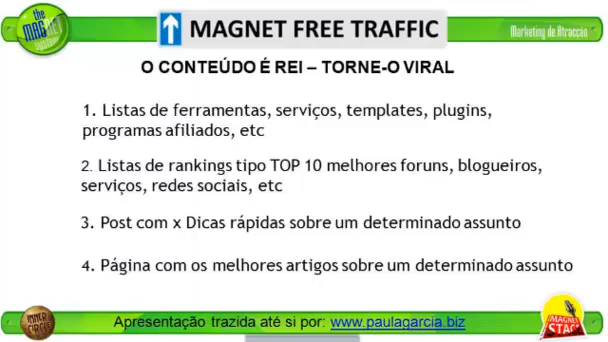 the
MAGNET
system
MAGNET FREE TRAFFIC
Marketing de Atracção
O CONTEÚDO É REI – TORNE-O VIRAL
1. Listas de ferramentas, serviços, templates, plugins,
programas afiliados, etc
2. Listas de rankings tipo TOP 10 melhores foruns, blogueiros,
serviços, redes sociais, etc
3. Post com x Dicas rápidas sobre um determinado assunto
4. Página com os melhores artigos sobre um determinado assunto
INNER
CIRCLE
Apresentação trazida até si por: www.paulagarcia.biz
MAGNET
STAGE